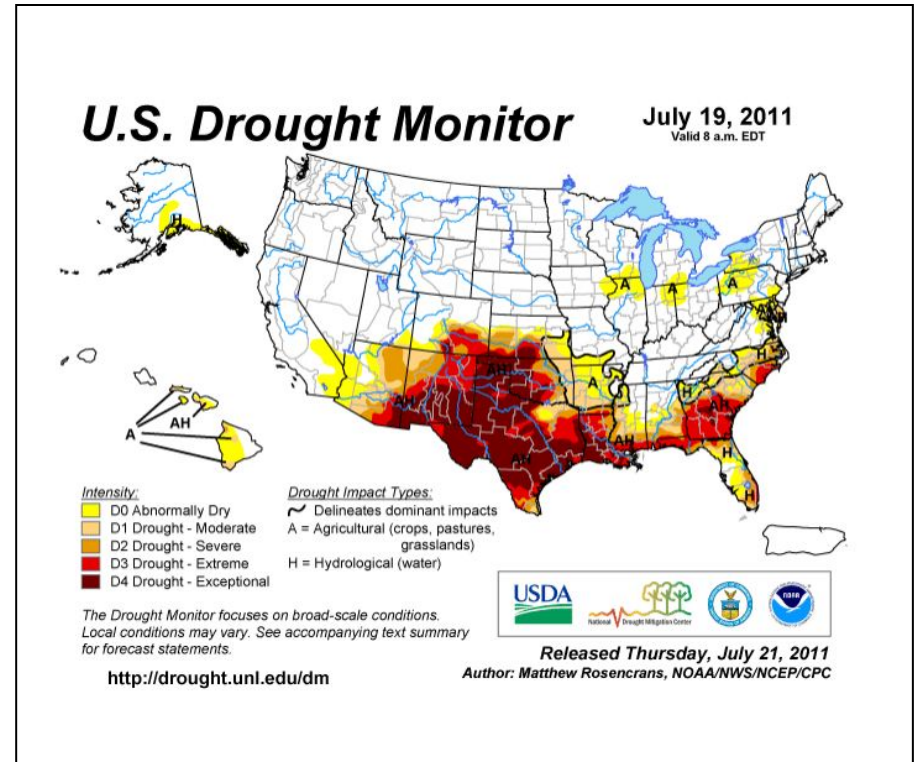 U.S. Drought Monitor
July 19, 2011
Valid 8 a.m. EDT
H
A
A
A
AH
H
H
A
AH
AH
AH
AH
AH
H
H
A
AH
Intensity:
D0 Abnormally Dry
D1 Drought - Moderate
D2 Drought - Severe
D3 Drought - Extreme
D4 Drought - Exceptional
Drought Impact Types:
Delineates dominant impacts
A = Agricultural (crops, pastures,
grasslands)
H = Hydrological (water)
The Drought Monitor focuses on broad-scale conditions.
Local conditions may vary. See accompanying text summary
for forecast statements.
http://drought.unl.edu/dm
USDA
National Drought Mitigation Center
NOAA
Released Thursday, July 21, 2011
Author: Matthew Rosencrans, NOAA/NWS/NCEP/CPC